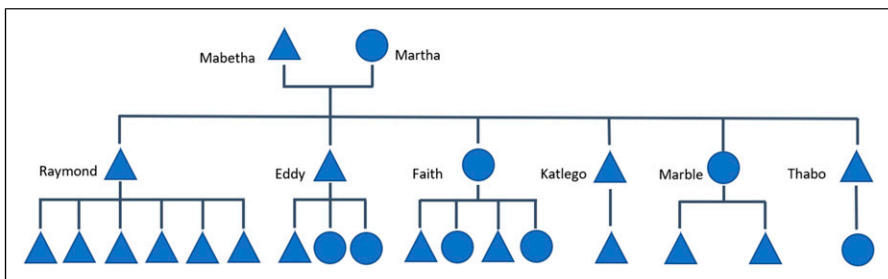 Mabetha
Martha
Raymond
Eddy
Faith
Katlego
Marble
Thabo